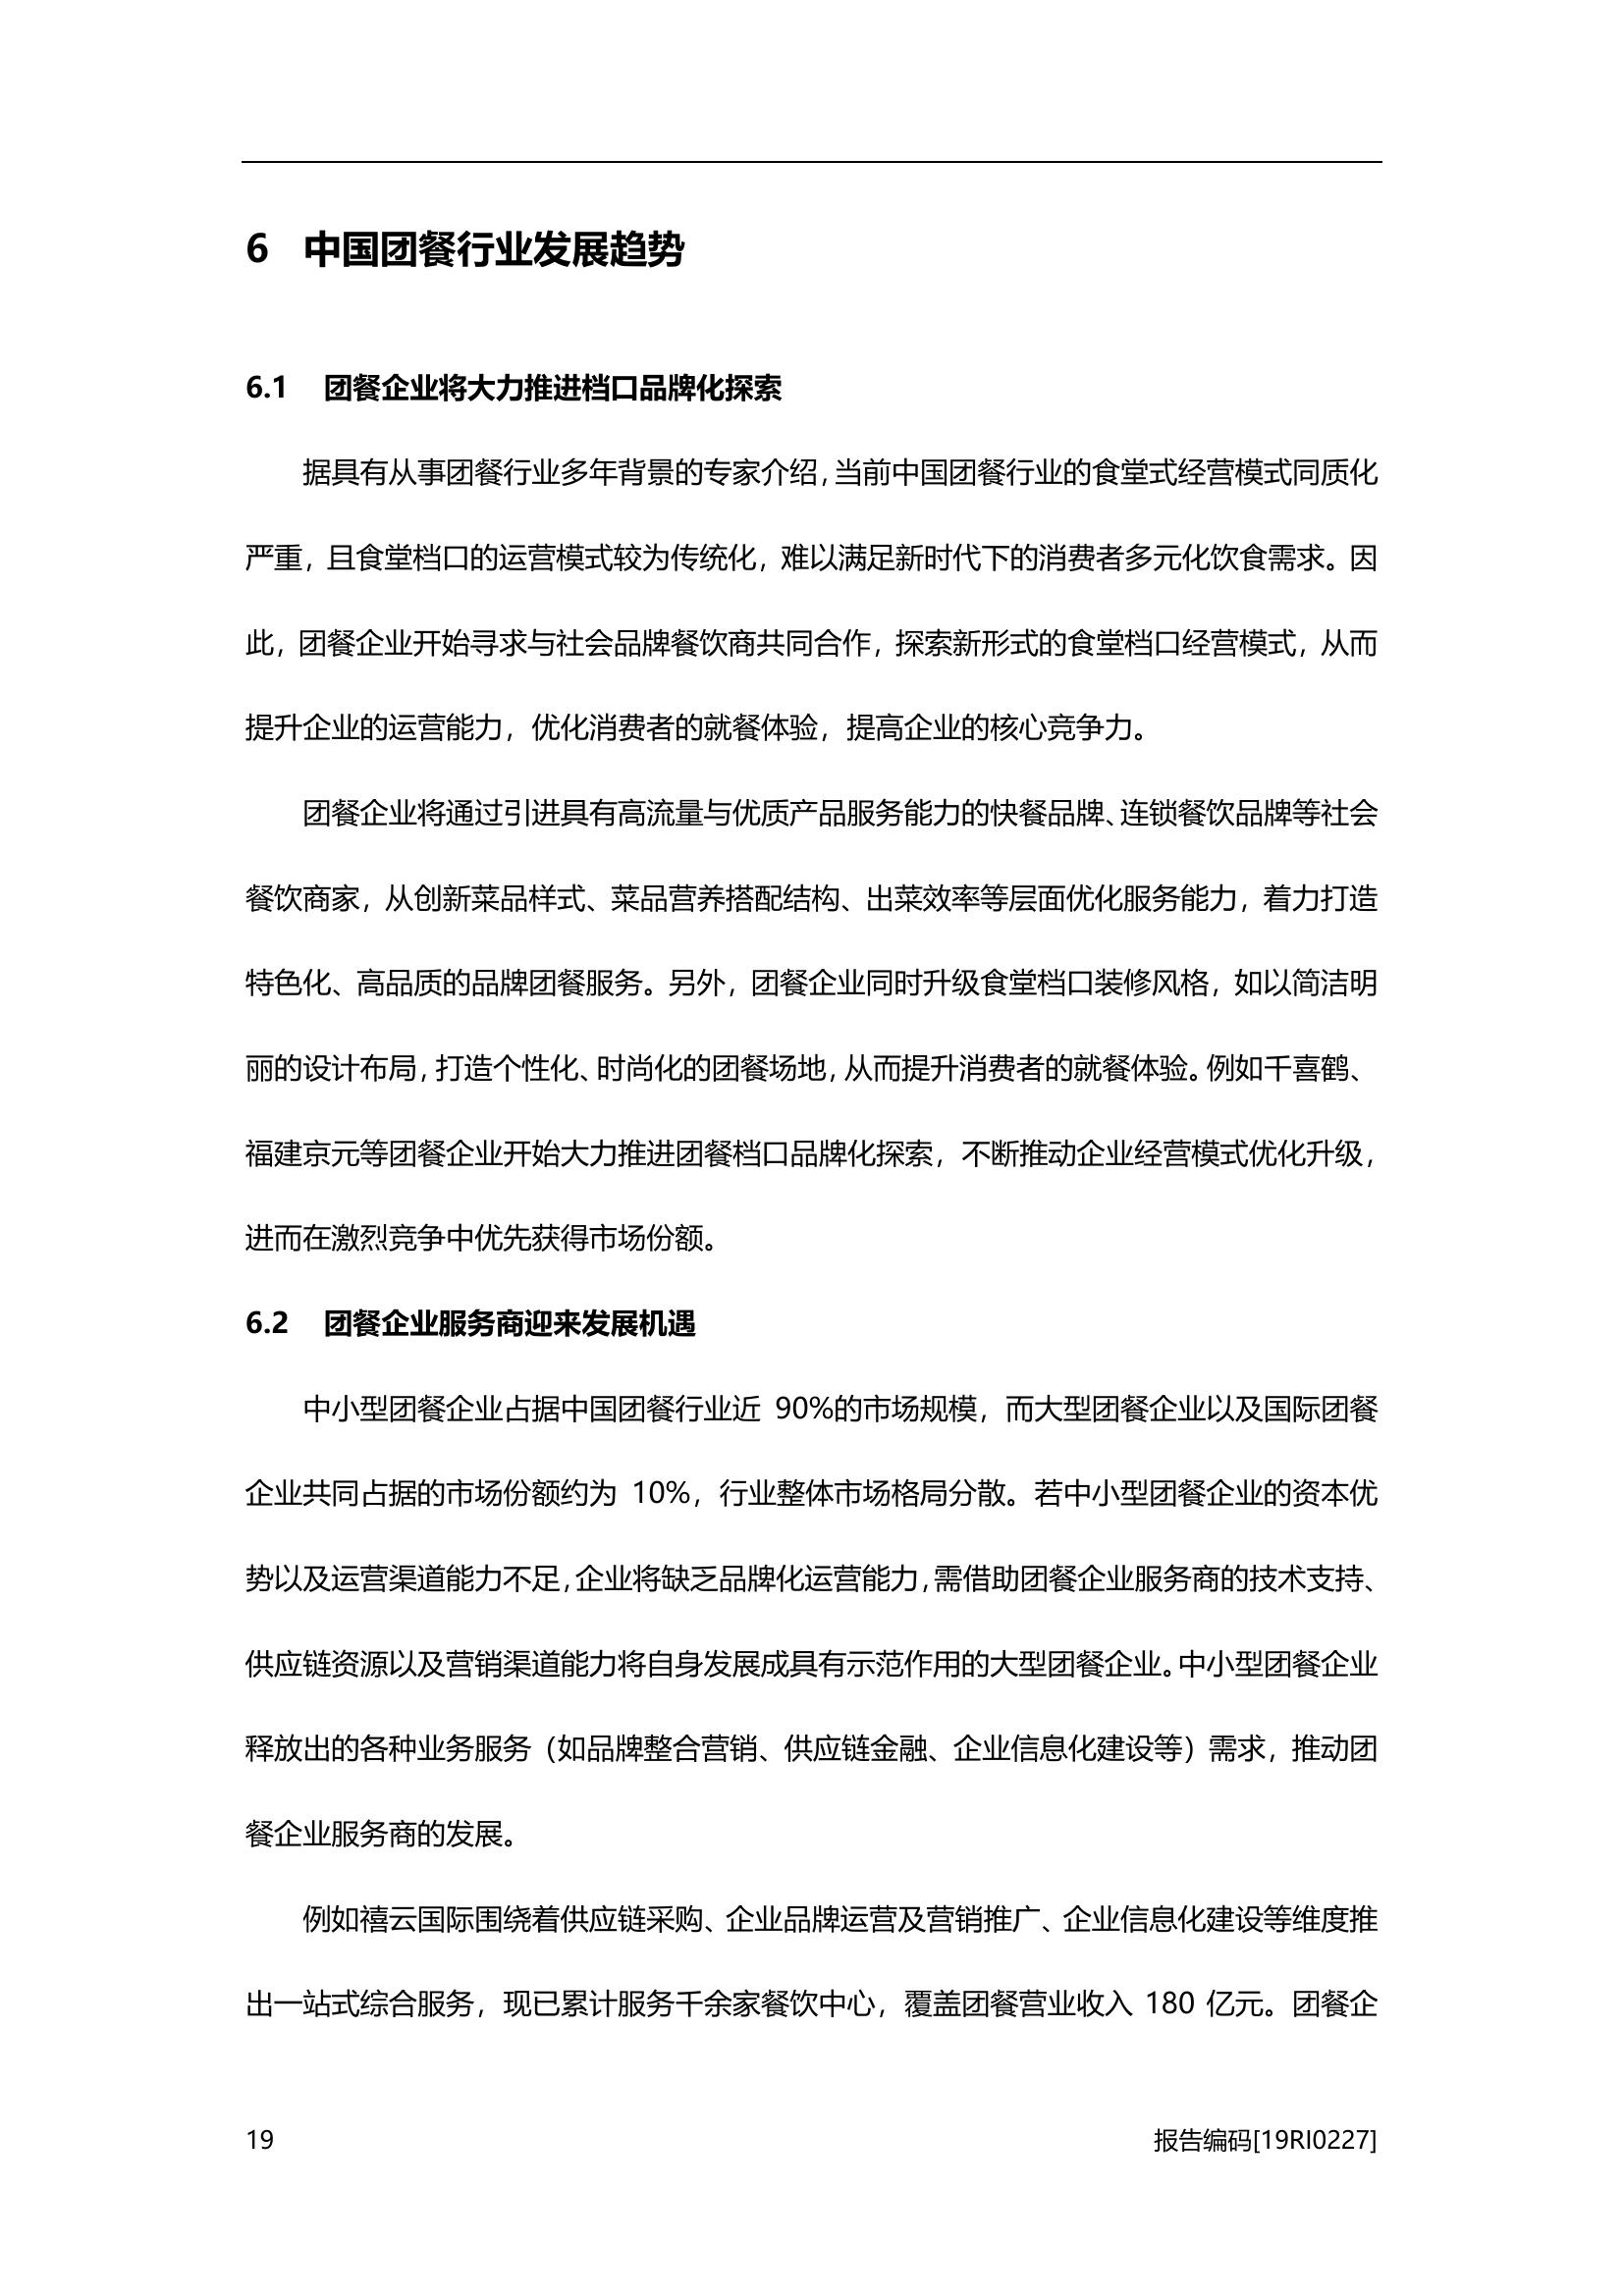 6 中国团餐行业发展趋势
6.1 团餐企业将大力推进档口品牌化探索
据具有从事团餐行业多年背景的专家介绍，当前中国团餐行业的食堂式经营模式同质化
严重，且食堂档口的运营模式较为传统化，难以满足新时代下的消费者多元化饮食需求。因
此，团餐企业开始寻求与社会品牌餐饮商共同合作，探索新形式的食堂档口经营模式，从而
提升企业的运营能力，优化消费者的就餐体验，提高企业的核心竞争力。
团餐企业将通过引进具有高流量与优质产品服务能力的快餐品牌、连锁餐饮品牌等社会
餐饮商家，从创新菜品样式、菜品营养搭配结构、出菜效率等层面优化服务能力，着力打造
特色化、高品质的品牌团餐服务。另外，团餐企业同时升级食堂档口装修风格，如以简洁明
丽的设计布局，打造个性化、时尚化的团餐场地，从而提升消费者的就餐体验。例如千喜鹤、
福建京元等团餐企业开始大力推进团餐档口品牌化探索，不断推动企业经营模式优化升级，
进而在激烈竞争中优先获得市场份额。
6.2 团餐企业服务商迎来发展机遇
中小型团餐企业占据中国团餐行业近 90%的市场规模，而大型团餐企业以及国际团餐
企业共同占据的市场份额约为 10%，行业整体市场格局分散。若中小型团餐企业的资本优
势以及运营渠道能力不足，企业将缺乏品牌化运营能力，需借助团餐企业服务商的技术支持、
供应链资源以及营销渠道能力将自身发展成具有示范作用的大型团餐企业。中小型团餐企业
释放出的各种业务服务（如品牌整合营销、供应链金融、企业信息化建设等）需求，推动团
餐企业服务商的发展。
例如禧云国际围绕着供应链采购、企业品牌运营及营销推广、企业信息化建设等维度推
出一站式综合服务，现已累计服务千余家餐饮中心，覆盖团餐营业收入 180 亿元。团餐企
19 报告编码[19RI0227]